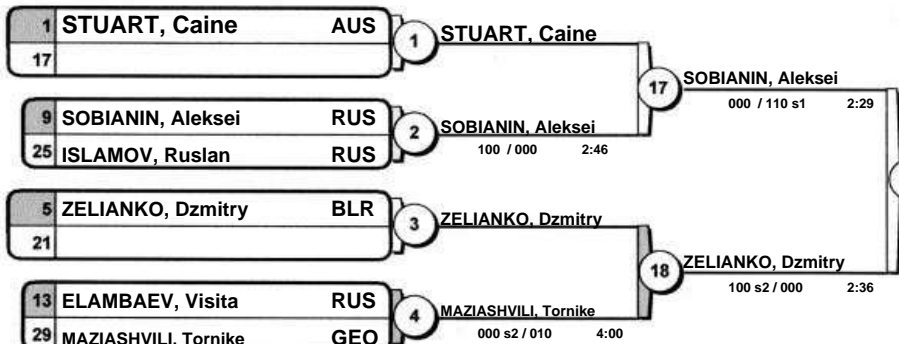 1 STUART, Caine AUS
17
1
STUART, Caine
9 SOBIANIN, Aleksei RUS
25 ISLAMOV, Ruslan RUS
2
SOBIANIN, Aleksei
100 / 000 2:46
17
SOBIANIN, Aleksei
000 / 110 s1 2:29
5 ZELIANKO, Dzmitry BLR
21
3
ZELIANKO, Dzmitry
13 ELAMBAEV, Visita RUS
29 MAZIASHVILI, Tornike GEO
4
MAZIASHVILI, Tornike
000 s2 / 010 4:00
18
ZELIANKO, Dzmitry
100 s2 / 000 2:36